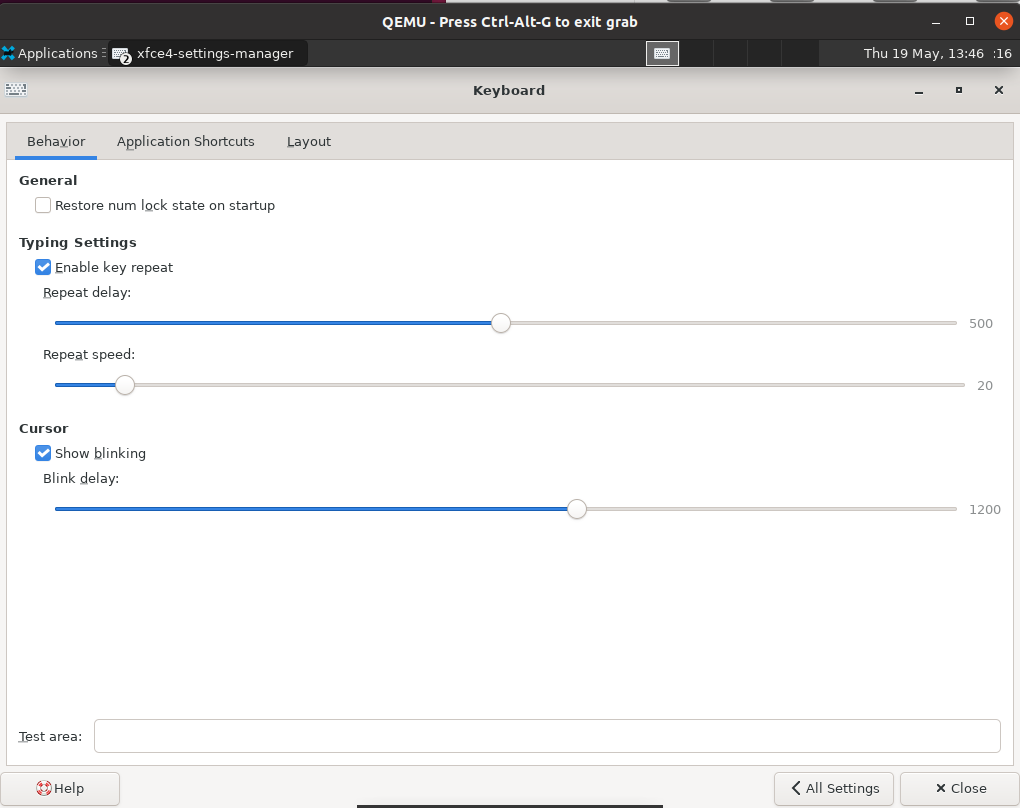 QEMU - Press Ctrl-Alt-G to exit grab
Applications 2 xfce4-settings-manager Thu 19 May, 13:46 :16
Keyboard
Behavior Application Shortcuts Layout
General
Restore num lock state on startup
Typing Settings
Enable key repeat
Repeat delay:
500
Repeat speed:
20
Cursor
Show blinking
Blink delay:
1200
Test area:
Help All Settings Close